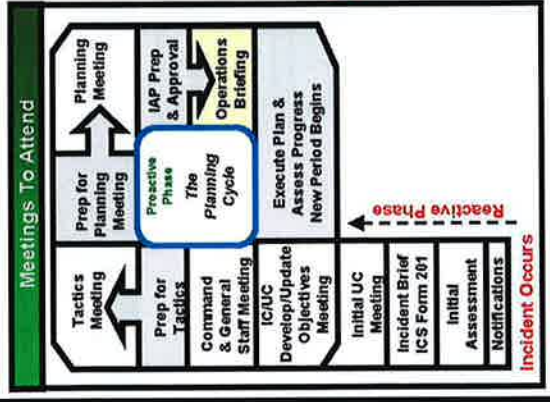 Meetings To Attend
Tactics
Meeting
Prep for
Planning
Meeting
Planning
Meeting
Prep for
Tactics
Proactive
Phase
The
Planning
Cycle
IAP Prep
& Approval
Command
& General
Staff Meeting
Operations
Briefing
IC/UC
Develop/Update
Objectives
Meeting
Execute Plan &
Assess Progress
New Period Begins
Initial UC
Meeting
Reactive Phase
Incident Brief
ICS Form 201
Initial
Assessment
Notifications
Incident Occurs